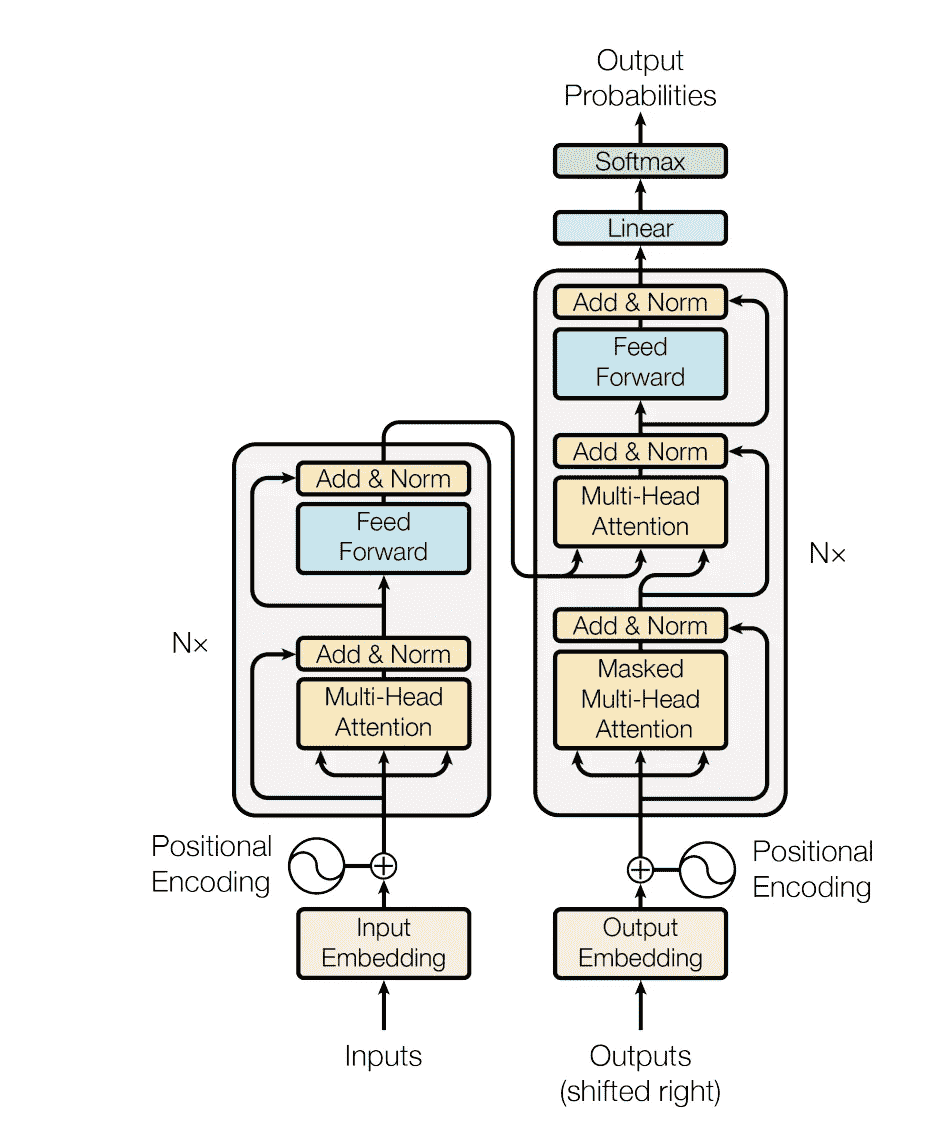 Output
Probabilities
Softmax
Linear
Add & Norm
Feed
Forward
Add & Norm
Multi-Head
Attention
Add & Norm
Masked
Multi-Head
Attention
N×
Add & Norm
Feed
Forward
Add & Norm
Multi-Head
Attention
N×
Positional
Encoding
Positional
Encoding
Input
Embedding
Output
Embedding
Inputs
Outputs
(shifted right)